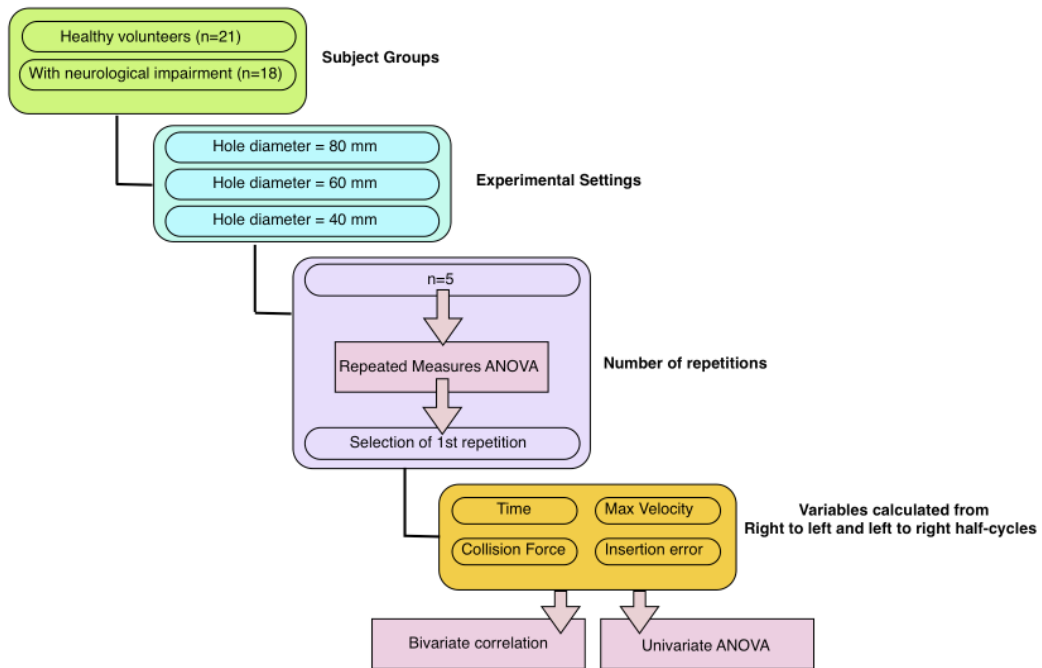 Healthy volunteers (n=21)
With neurological impairment (n=18)
Subject Groups
Hole diameter = 80 mm
Hole diameter = 60 mm
Hole diameter = 40 mm
Experimental Settings
n=5
Repeated Measures ANOVA
Selection of 1st repetition
Number of repetitions
Time
Max Velocity
Collision Force
Insertion error
Variables calculated from
Right to left and left to right half-cycles
Bivariate correlation
Univariate ANOVA